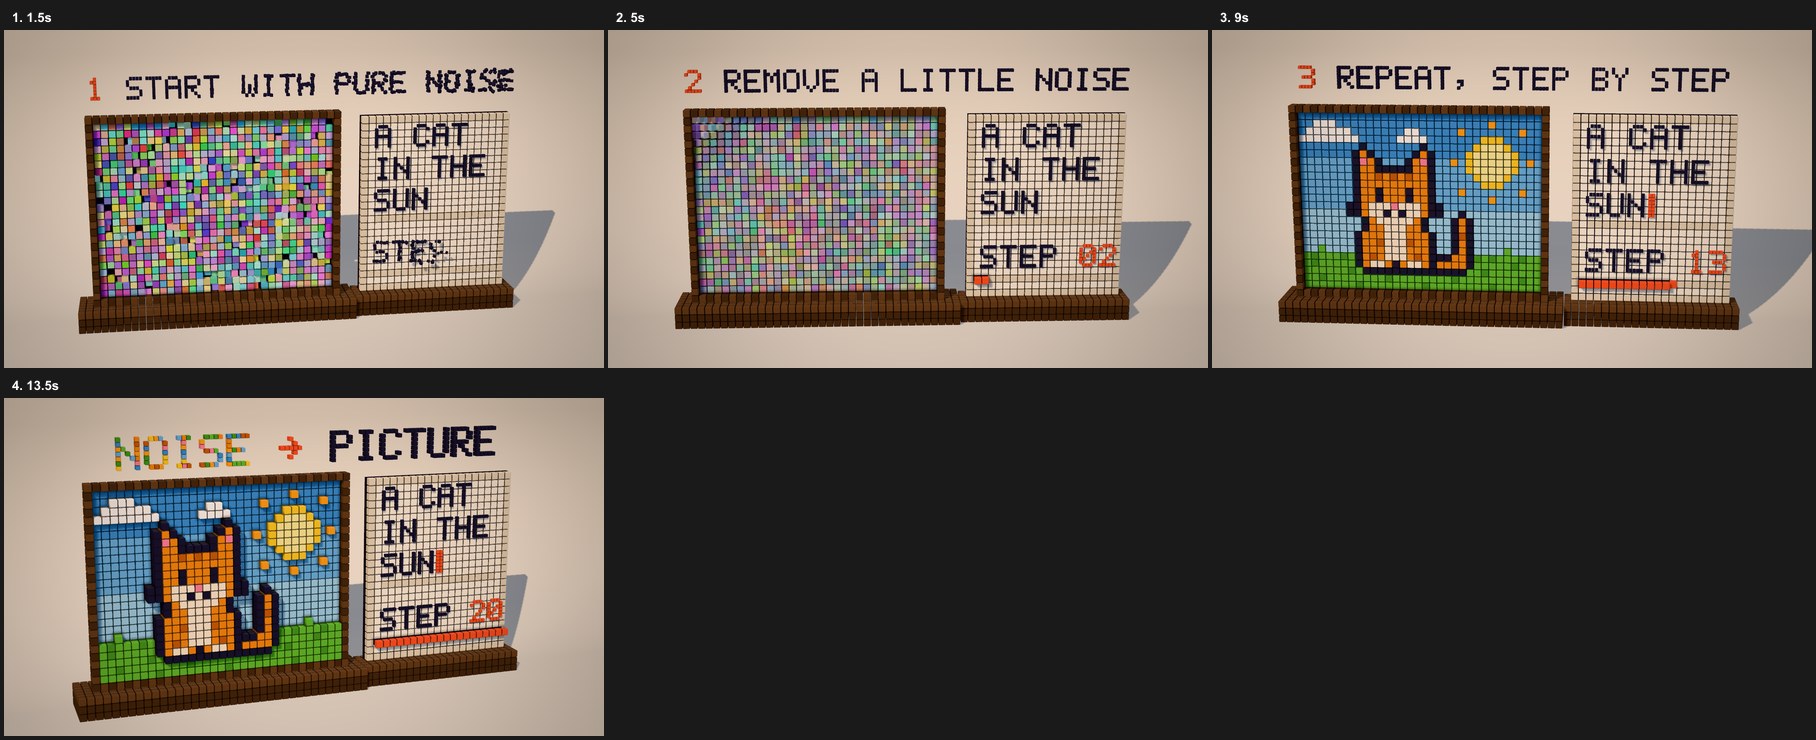 1. 1.5s
1 START WITH PURE NOISE
A CAT
IN THE
SUN
STEP
2. 5s
2 REMOVE A LITTLE NOISE
A CAT
IN THE
SUN
STEP 02
3. 9s
3 REPEAT, STEP BY STEP
A CAT
IN THE
SUN
STEP 13
4. 13.5s
NOISE → PICTURE
A CAT
IN THE
SUN
STEP 20